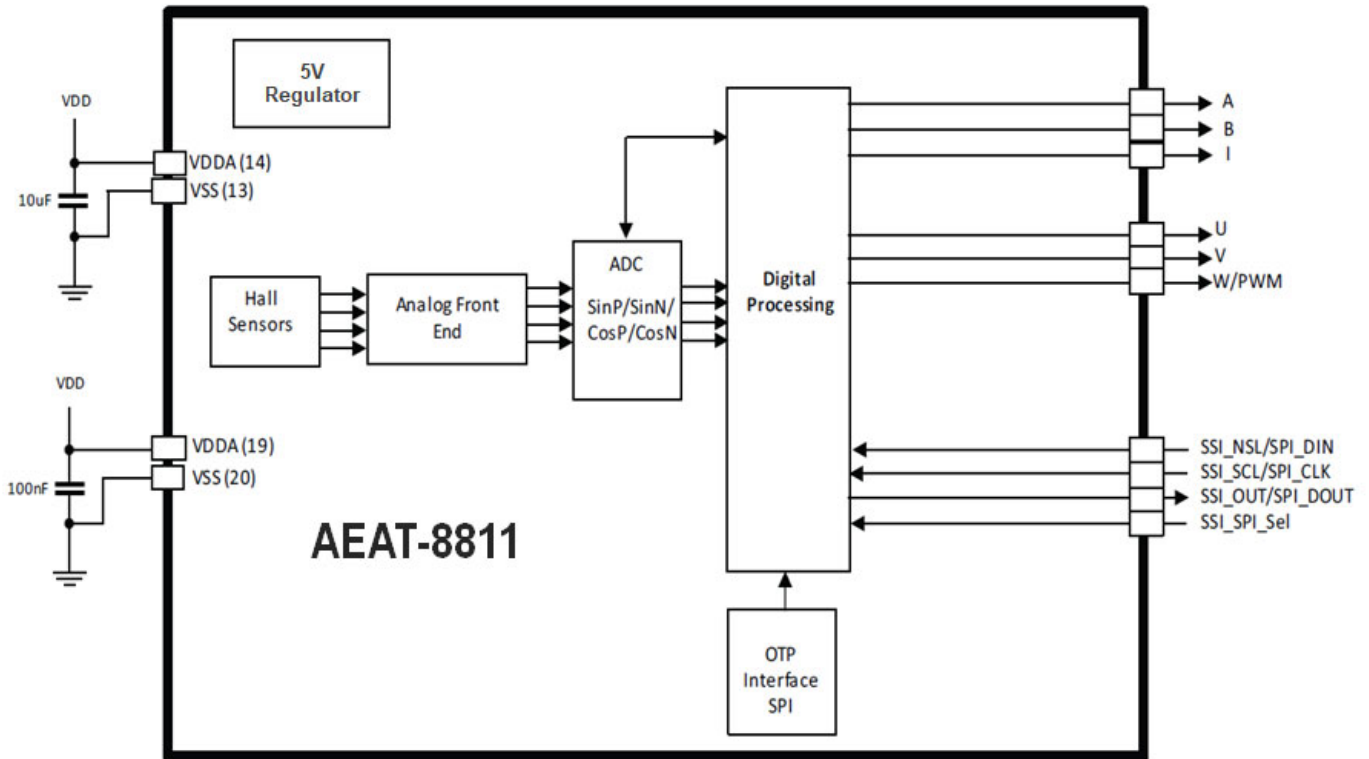 5V
Regulator
VDD
VDDA (14)
VSS (13)
10uF
A
B
I
U
V
W/PWM
Hall
Sensors
Analog Front
End
ADC
SinP/SinN/
CosP/CosN
Digital
Processing
VDD
VDDA (19)
VSS (20)
100nF
AEAT-8811
SSI_NSL/SPI_DIN
SSI_SCL/SPI_CLK
SSI_OUT/SPI_DOUT
SSI_SPI_Sel
OTP
Interface
SPI